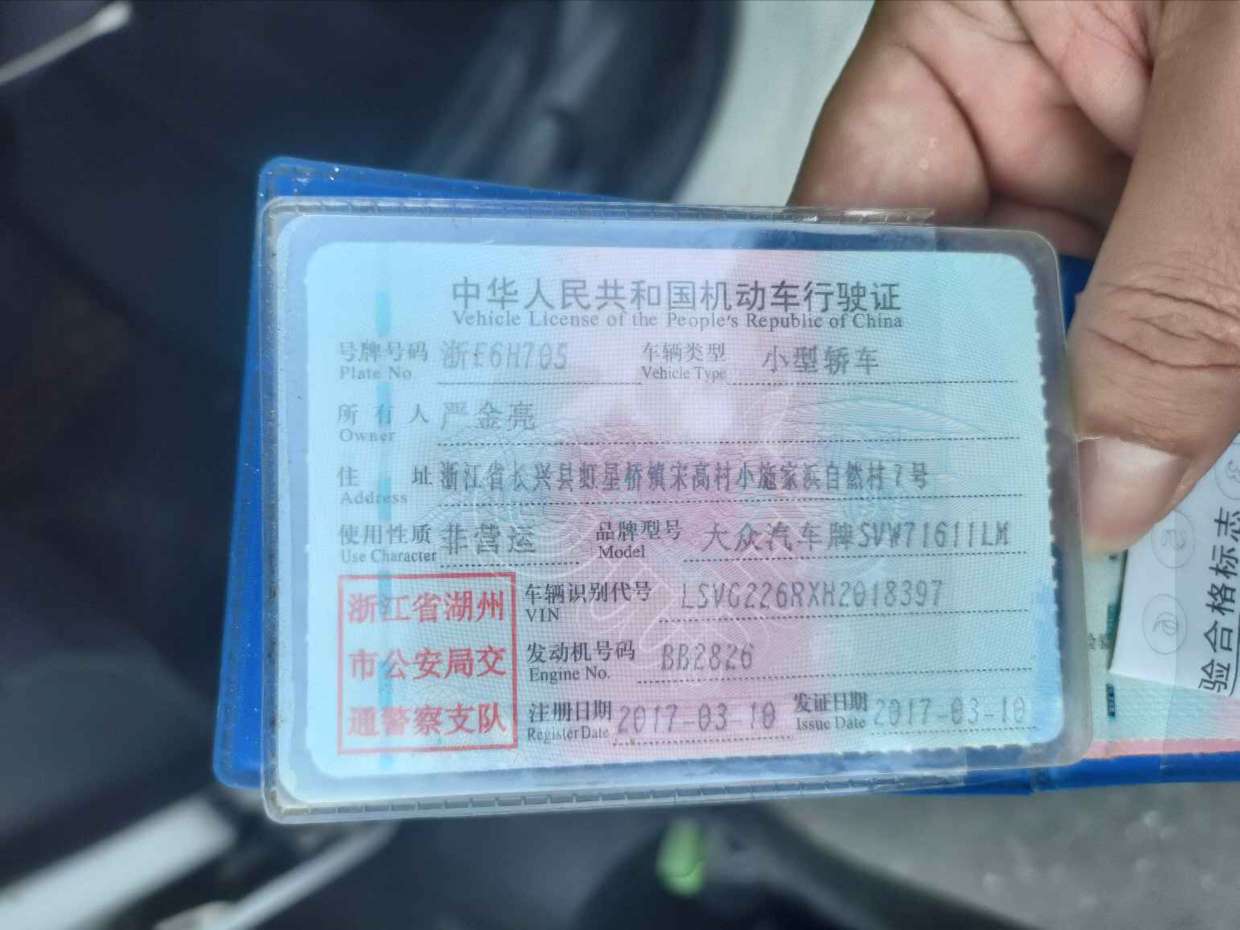 中华人民共和国机动车行驶证
Vehicle License of the People's Republic of China
号牌号码 浙E6H705 车辆类型 小型轿车
Plate No Vehicle Type
所有人 严金亮
Owner
住址 浙江省长兴县虹星桥镇宋高村小施家浜自然村7号
Address
使用性质 非营运 品牌型号 大众汽车牌SVW71611LM
Use Character Model
浙江省湖州
市公安局交
通警察支队
车辆识别代号 LSVG226RXH2018397
VIN
发动机号码 BB2826
Engine No.
注册日期 2017-03-10 发证日期 2017-03-10
Register Date Issue Date
验合格标志